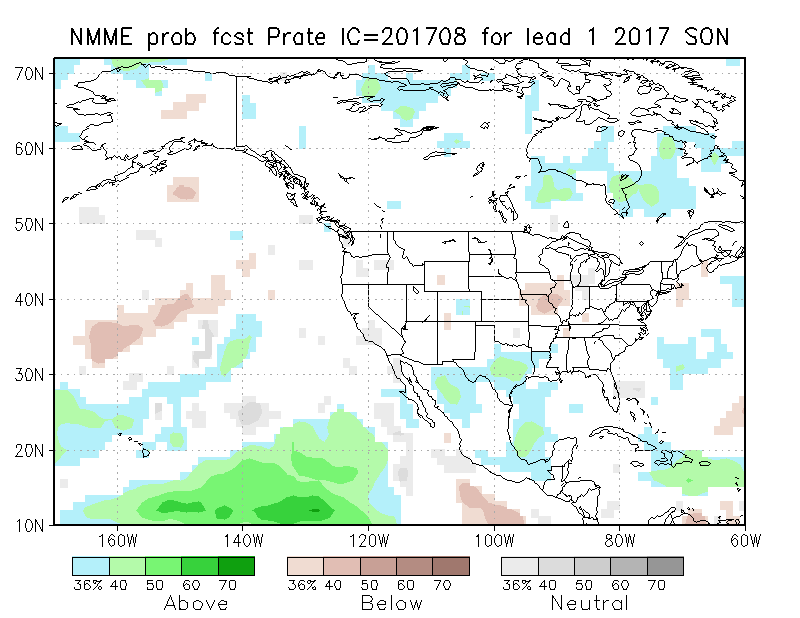 NMME prob fcst Prate IC=201708 for lead 1 2017 SON
70N
60N
50N
40N
30N
20N
10N
160W 140W 120W 100W 80W 60W
36% 40 50 60 70 36% 40 50 60 70 36% 40 50 60 70
Above Below Neutral